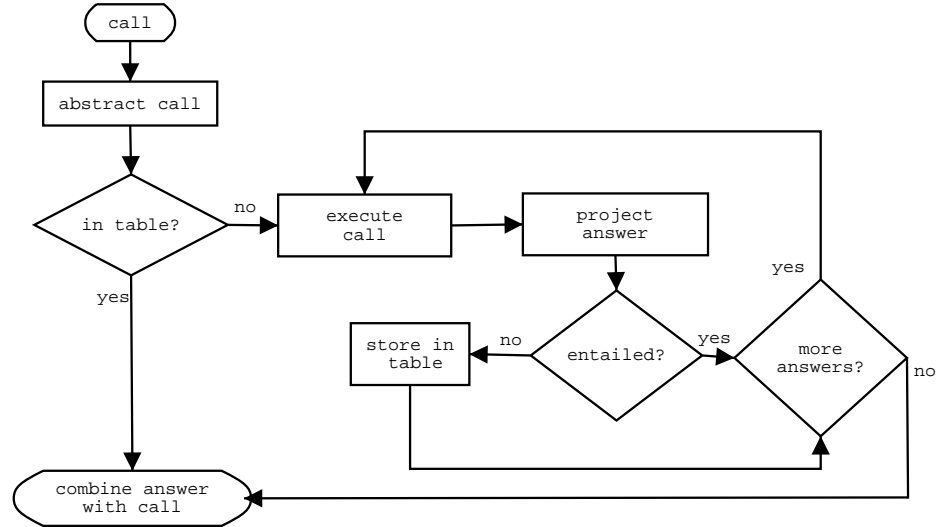 call
abstract call
in table?
no
yes
execute
call
project
answer
entailed?
no
yes
store in
table
more
answers?
yes
no
combine answer
with call